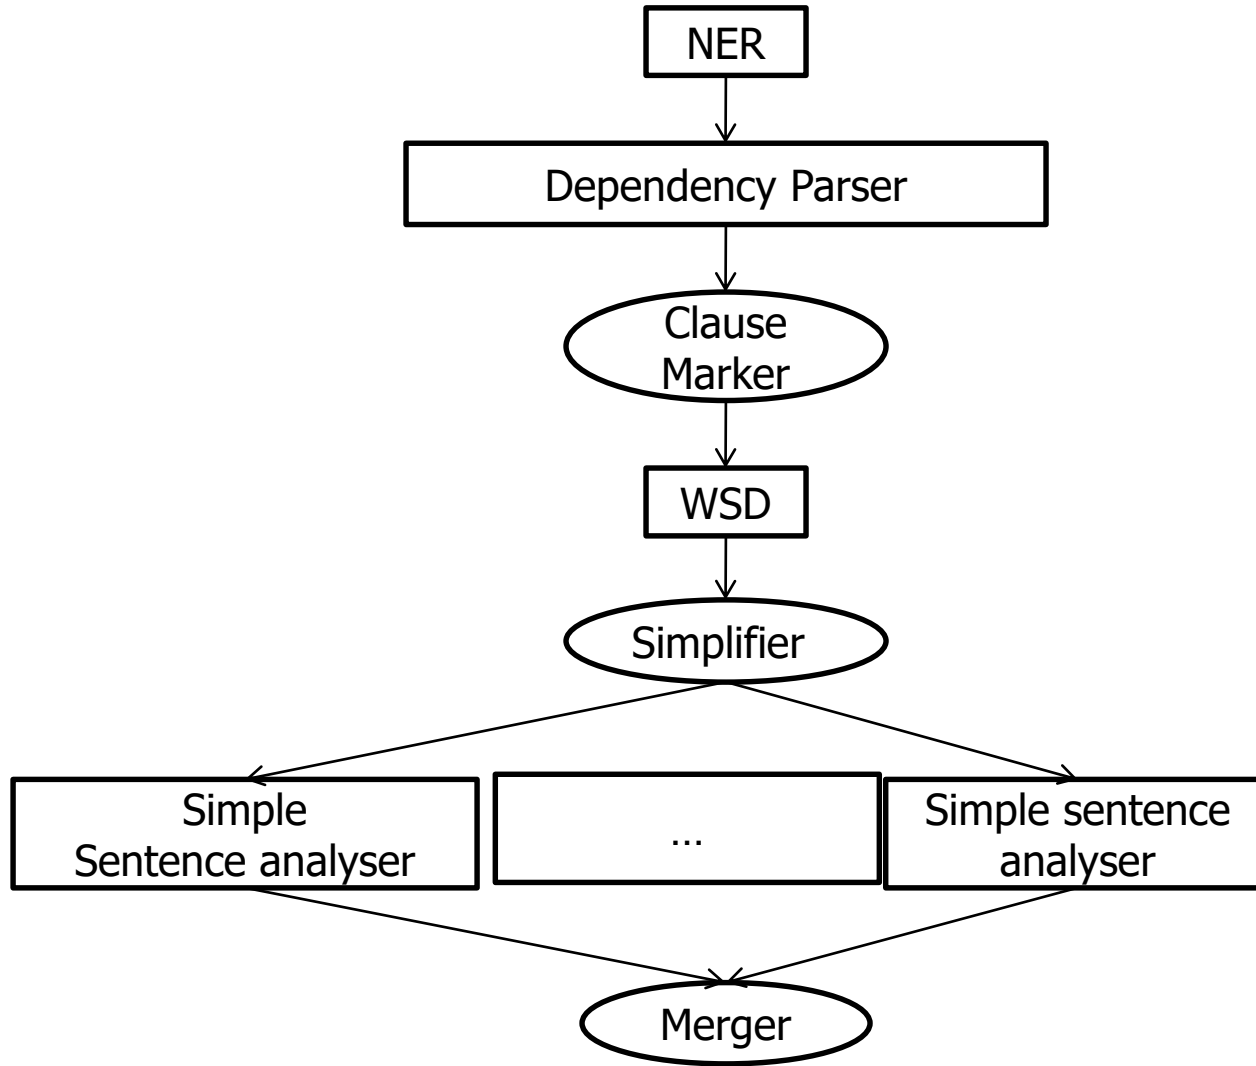 NER
Dependency Parser
Clause
Marker
WSD
Simplifier
Simple
Sentence analyser
...
Simple sentence
analyser
Merger